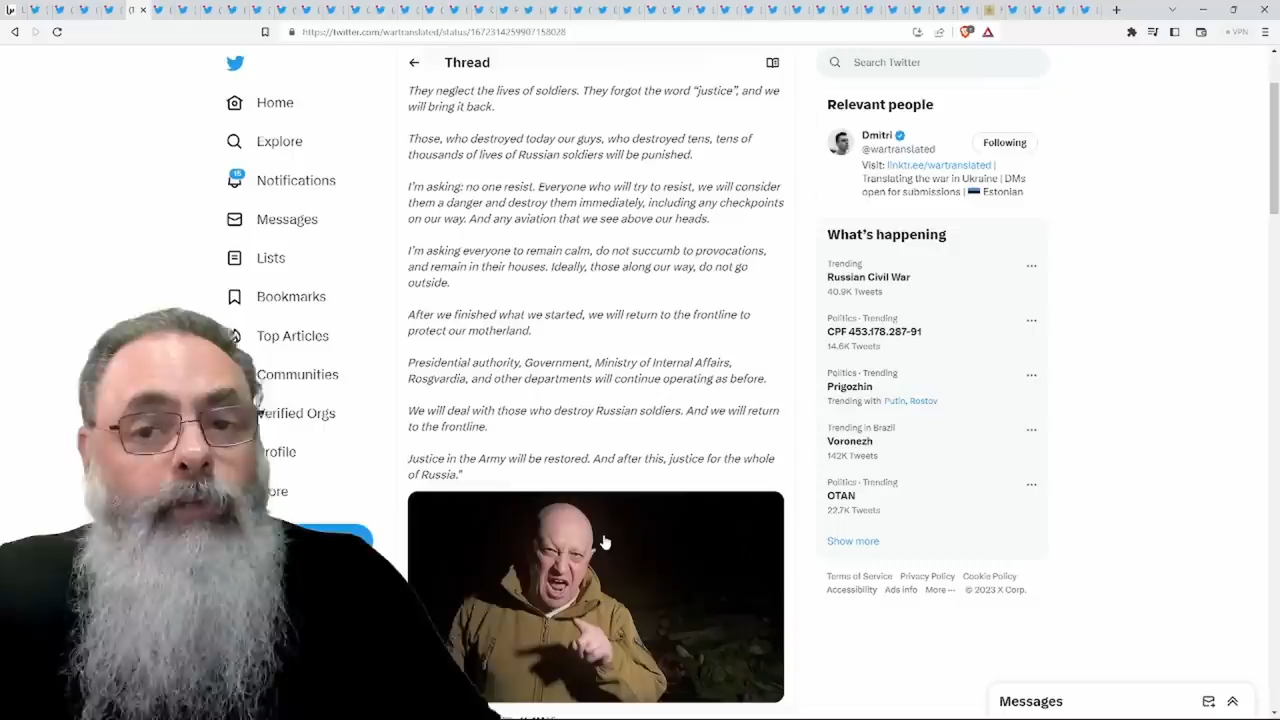 https://twitter.com/wartranslated/status/1672314259907158028
VPN
Home
Explore
15
Notifications
Messages
Lists
Bookmarks
Top Articles
Communities
erified Orgs
rofile
ore
Thread
They neglect the lives of soldiers. They forgot the word "justice", and we
will bring it back.
Those, who destroyed today our guys, who destroyed tens, tens of
thousands of lives of Russian soldiers will be punished.
I'm asking: no one resist. Everyone who will try to resist, we will consider
them a danger and destroy them immediately, including any checkpoints
on our way. And any aviation that we see above our heads.
I'm asking everyone to remain calm, do not succumb to provocations,
and remain in their houses. Ideally, those along our way, do not go
outside.
After we finished what we started, we will return to the frontline to
protect our motherland.
Presidential authority, Government, Ministry of Internal Affairs,
Rosgvardia, and other departments will continue operating as before.
We will deal with those who destroy Russian soldiers. And we will return
to the frontline.
Justice in the Army will be restored. And after this, justice for the whole
of Russia."
Search Twitter
Relevant people
Dmitri
@wartranslated
Following
Visit: linktr.ee/wartranslated |
Translating the war in Ukraine | DMs
open for submissions | Estonian
What's happening
Trending
Russian Civil War
40.9K Tweets
Politics · Trending
CPF 453.178.287-91
14.6K Tweets
Politics · Trending
Prigozhin
Trending with Putin, Rostov
Trending in Brazil
Voronezh
142K Tweets
Politics · Trending
OTAN
22.7K Tweets
Show more
Terms of Service Privacy Policy Cookie Policy
Accessibility Ads info More ··· © 2023 X Corp.
Messages